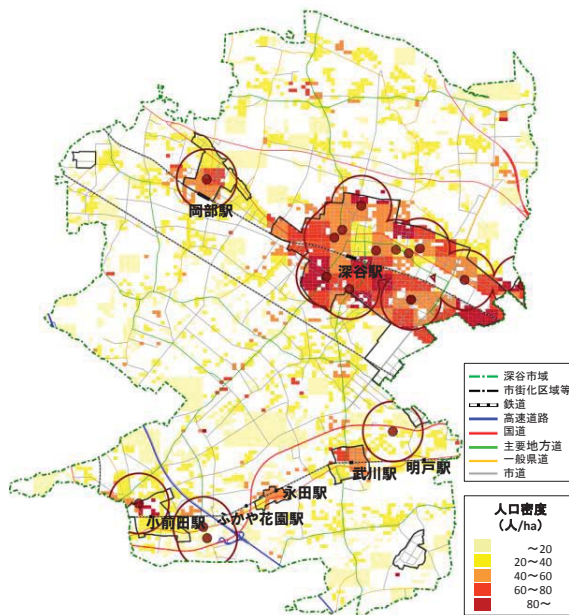 岡部駅
深谷駅
明戸駅
武川駅
永田駅
ふかや花園駅
小前田駅
深谷市域
市街化区域等
鉄道
高速道路
国道
主要地方道
一般県道
市道
人口密度
(人/ha)
～20
20～40
40～60
60～80
80～